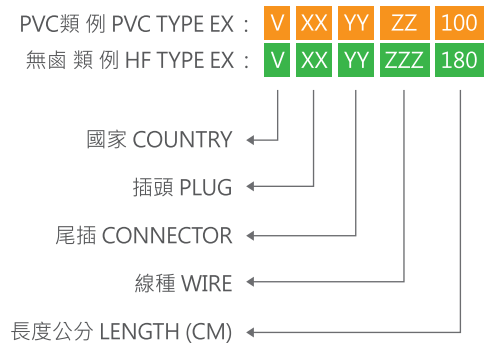 PVC類 例 PVC TYPE EX : V XX YY ZZ 100
無鹵 類 例 HF TYPE EX : V XX YY ZZZ 180
國家 COUNTRY
插頭 PLUG
尾插 CONNECTOR
線種 WIRE
長度公分 LENGTH (CM)